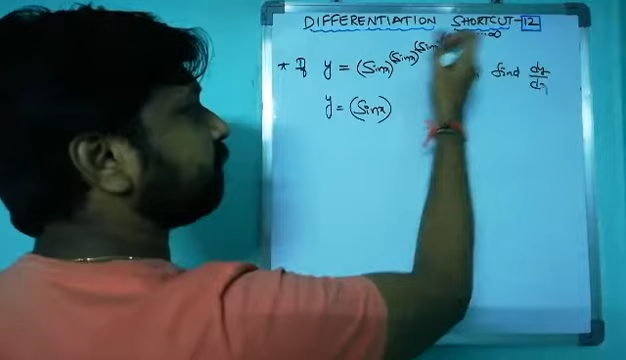 DIFFERENTIATION SHORTCUT-12
* If y = (Sinx)^(Sinx)^(Sinx)^...∞ find dy/dx
y = (Sinx)